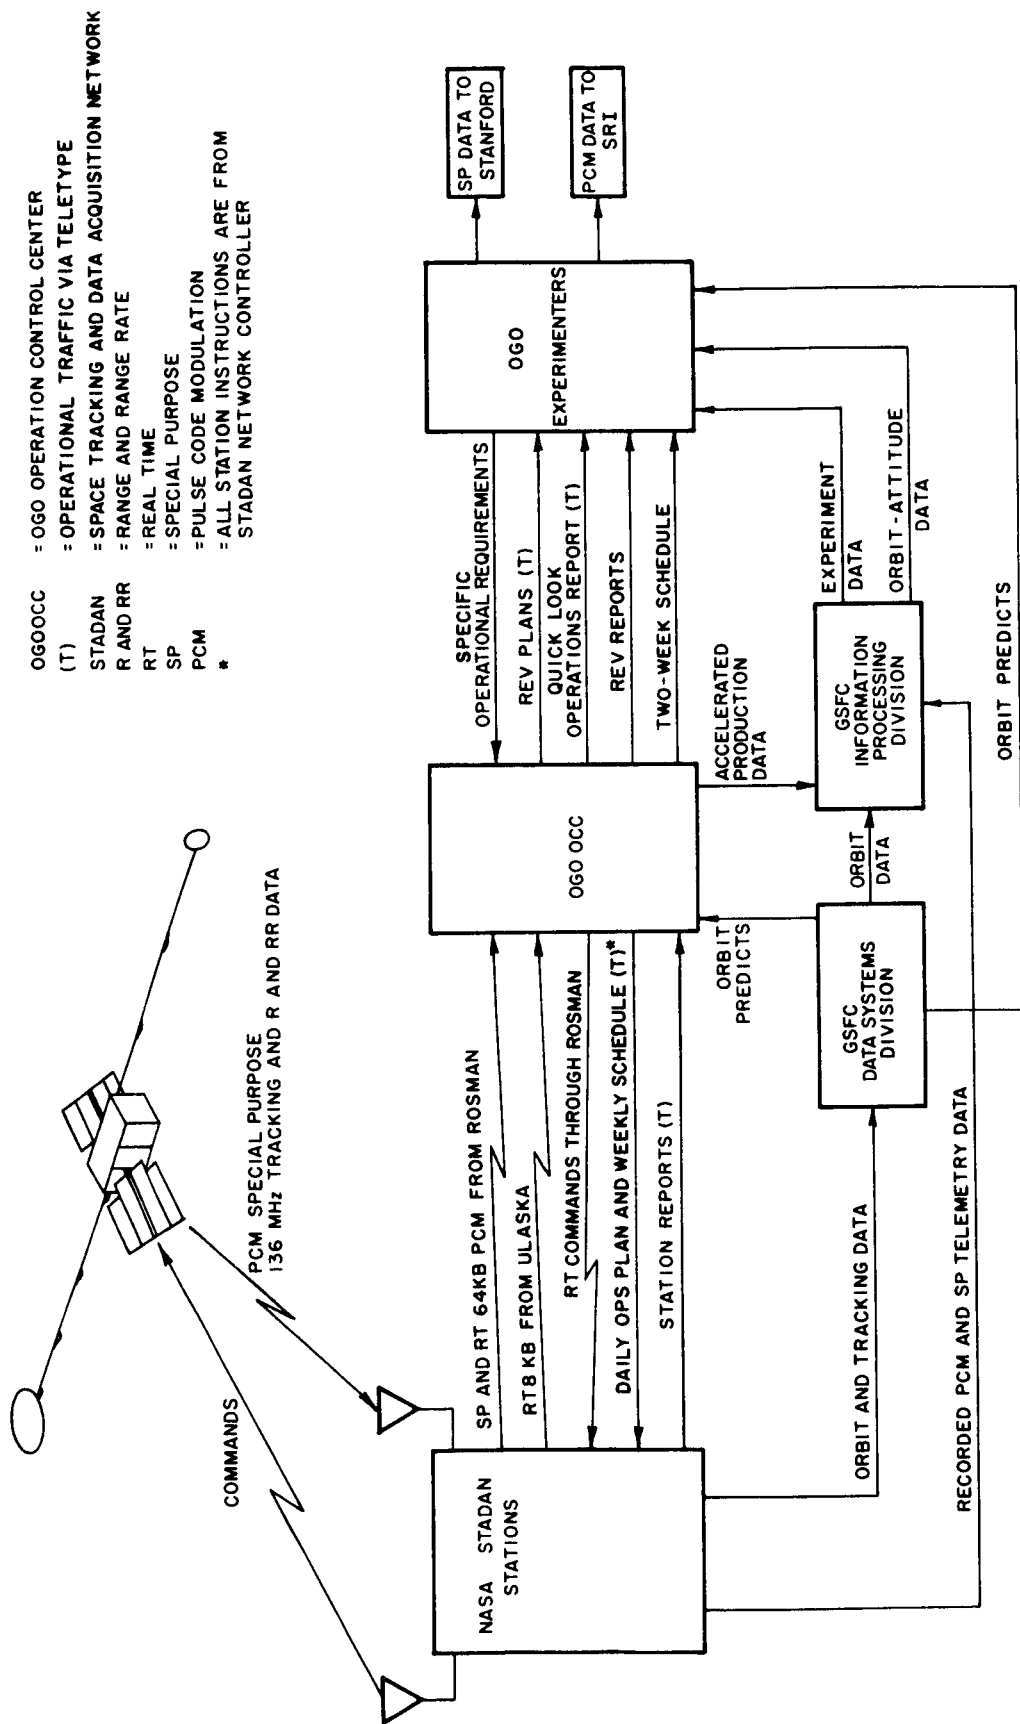 OGOOCC = OGO OPERATION CONTROL CENTER
(T) = OPERATIONAL TRAFFIC VIA TELETYPE
STADAN = SPACE TRACKING AND DATA ACQUISITION NETWORK
R AND RR = RANGE AND RANGE RATE
RT = REAL TIME
SP = SPECIAL PURPOSE
PCM = PULSE CODE MODULATION
* = ALL STATION INSTRUCTIONS ARE FROM
STADAN NETWORK CONTROLLER
COMMANDS
PCM SPECIAL PURPOSE
136 MHz TRACKING AND R AND RR DATA
NASA STADAN
STATIONS
SP AND RT 64KB PCM FROM ROSMAN
RT8 KB FROM ULASKA
RT COMMANDS THROUGH ROSMAN
DAILY OPS PLAN AND WEEKLY SCHEDULE (T)*
STATION REPORTS (T)
OGO OCC
SPECIFIC
OPERATIONAL REQUIREMENTS
REV PLANS (T)
QUICK LOOK
OPERATIONS REPORT (T)
REV REPORTS
TWO-WEEK SCHEDULE
OGO
EXPERIMENTERS
SP DATA TO
STANFORD
PCM DATA TO
SRI
ORBIT
PREDICTS
ACCELERATED
PRODUCTION
DATA
ORBIT AND TRACKING DATA
GSFC
DATA SYSTEMS
DIVISION
ORBIT
DATA
GSFC
INFORMATION
PROCESSING
DIVISION
EXPERIMENT
DATA
ORBIT-ATTITUDE
DATA
RECORDED PCM AND SP TELEMETRY DATA
ORBIT PREDICTS